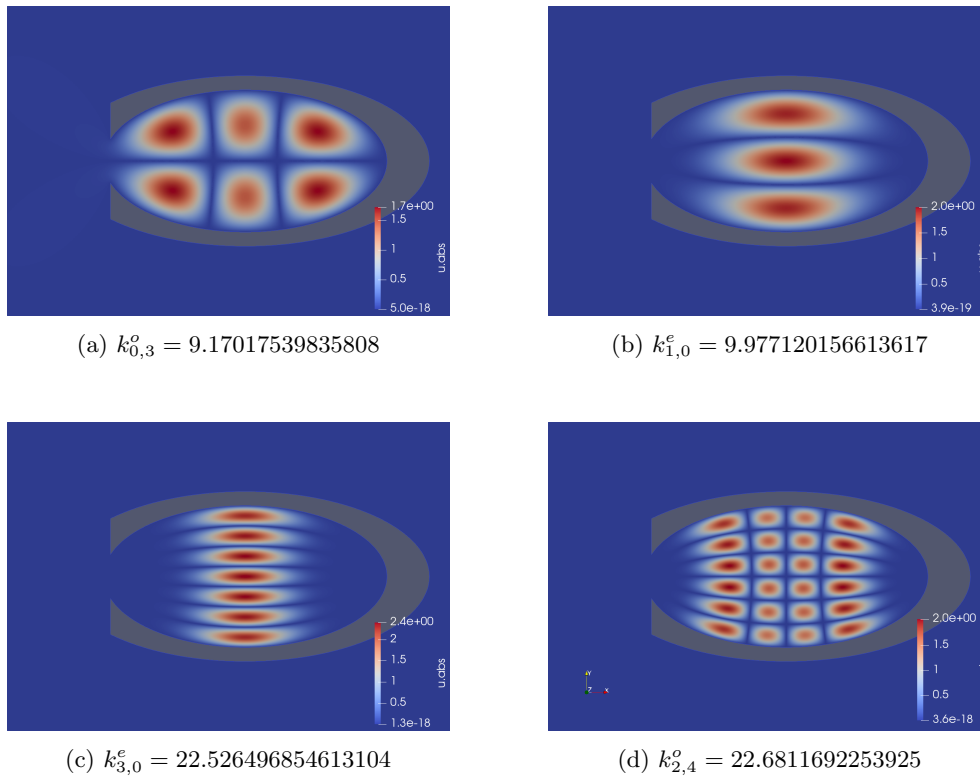 1.7e+00
1.5
1
0.5
5.0e-18
u.abs
2.0e+00
1.5
1
0.5
3.9e-19
(a) k^o_{0,3} = 9.17017539835808
(b) k^e_{1,0} = 9.977120156613617
2.4e+00
2
1.5
1
0.5
1.3e-18
u.abs
Y
Z
X
2.0e+00
1.5
1
0.5
3.6e-18
(c) k^e_{3,0} = 22.526496854613104
(d) k^o_{2,4} = 22.6811692253925